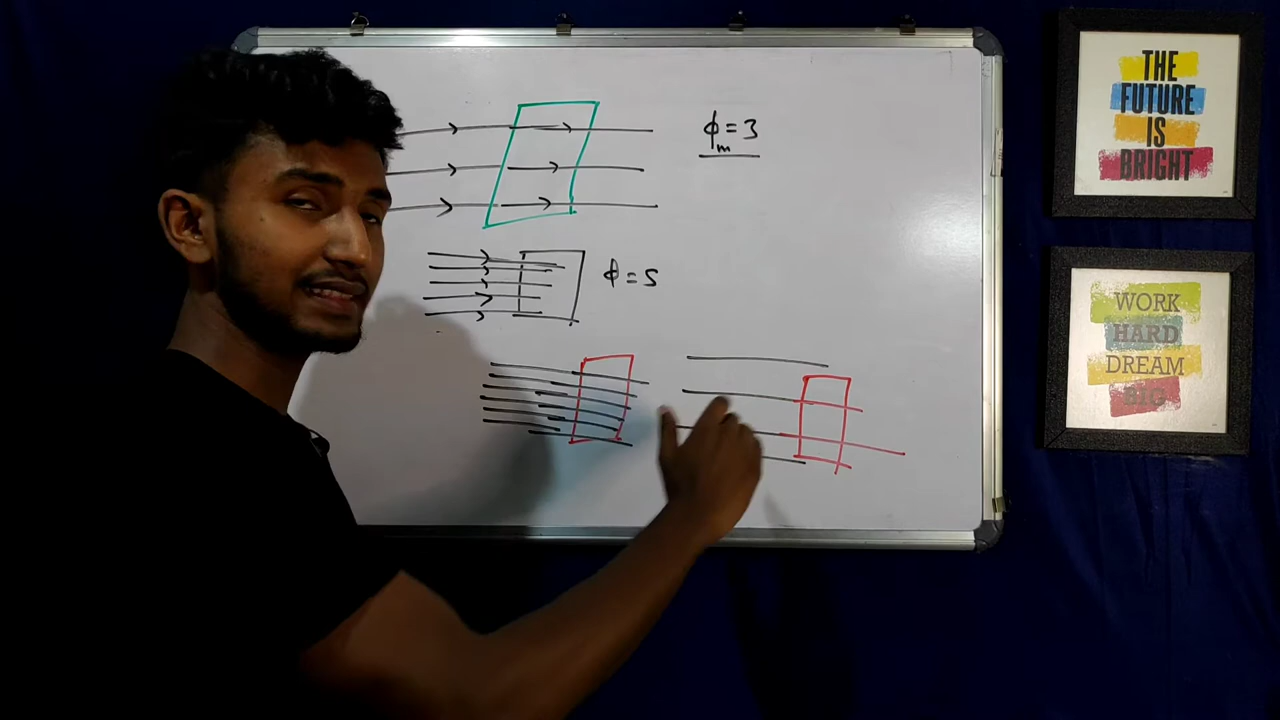 ϕm = 3
ϕ = 5
THE
FUTURE
IS
BRIGHT
WORK
HARD
DREAM
BIG